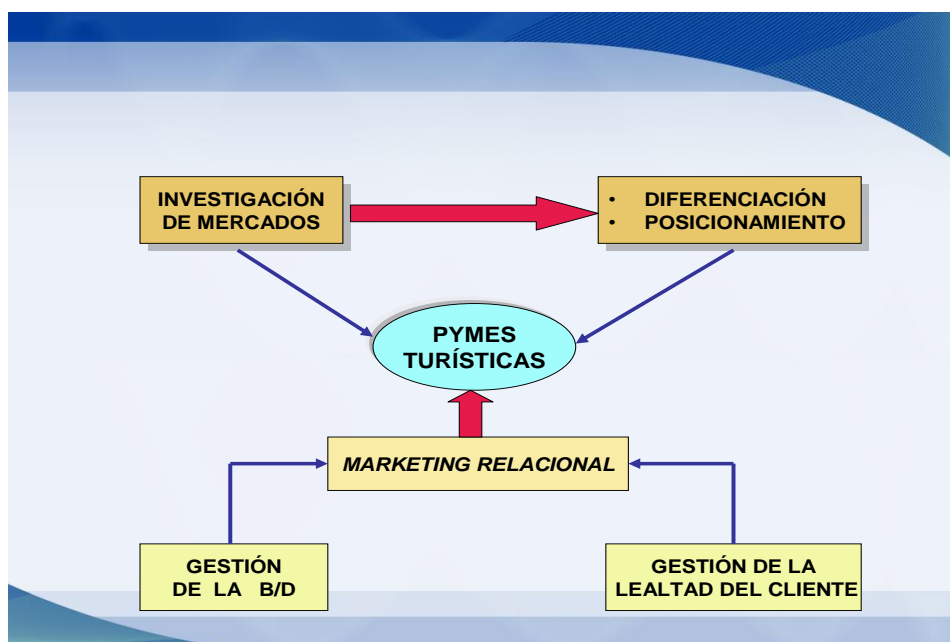 INVESTIGACIÓN
DE MERCADOS
• DIFERENCIACIÓN
• POSICIONAMIENTO
PYMES
TURÍSTICAS
MARKETING RELACIONAL
GESTIÓN
DE LA B/D
GESTIÓN DE LA
LEALTAD DEL CLIENTE